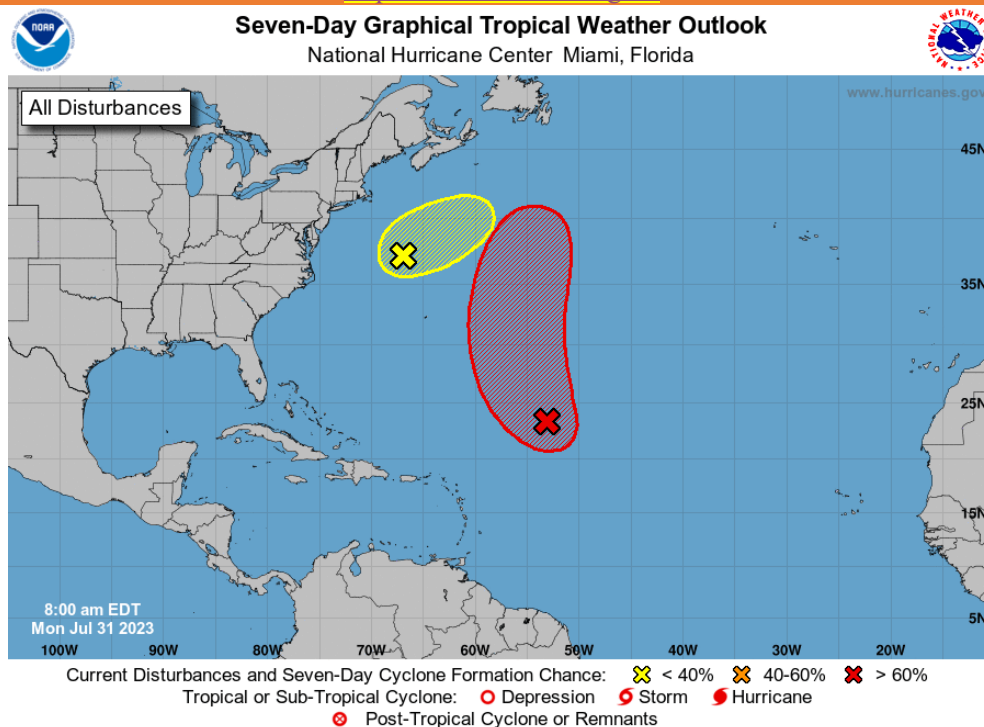 Seven-Day Graphical Tropical Weather Outlook
National Hurricane Center Miami, Florida
NOAA
NATIONAL WEATHER
All Disturbances
www.hurricanes.gov
45N
35N
25N
15N
5N
8:00 am EDT
Mon Jul 31 2023
100W 90W 80W 70W 60W 50W 40W 30W 20W
Current Disturbances and Seven-Day Cyclone Formation Chance: < 40% 40-60% > 60%
Tropical or Sub-Tropical Cyclone: Depression Storm Hurricane
Post-Tropical Cyclone or Remnants